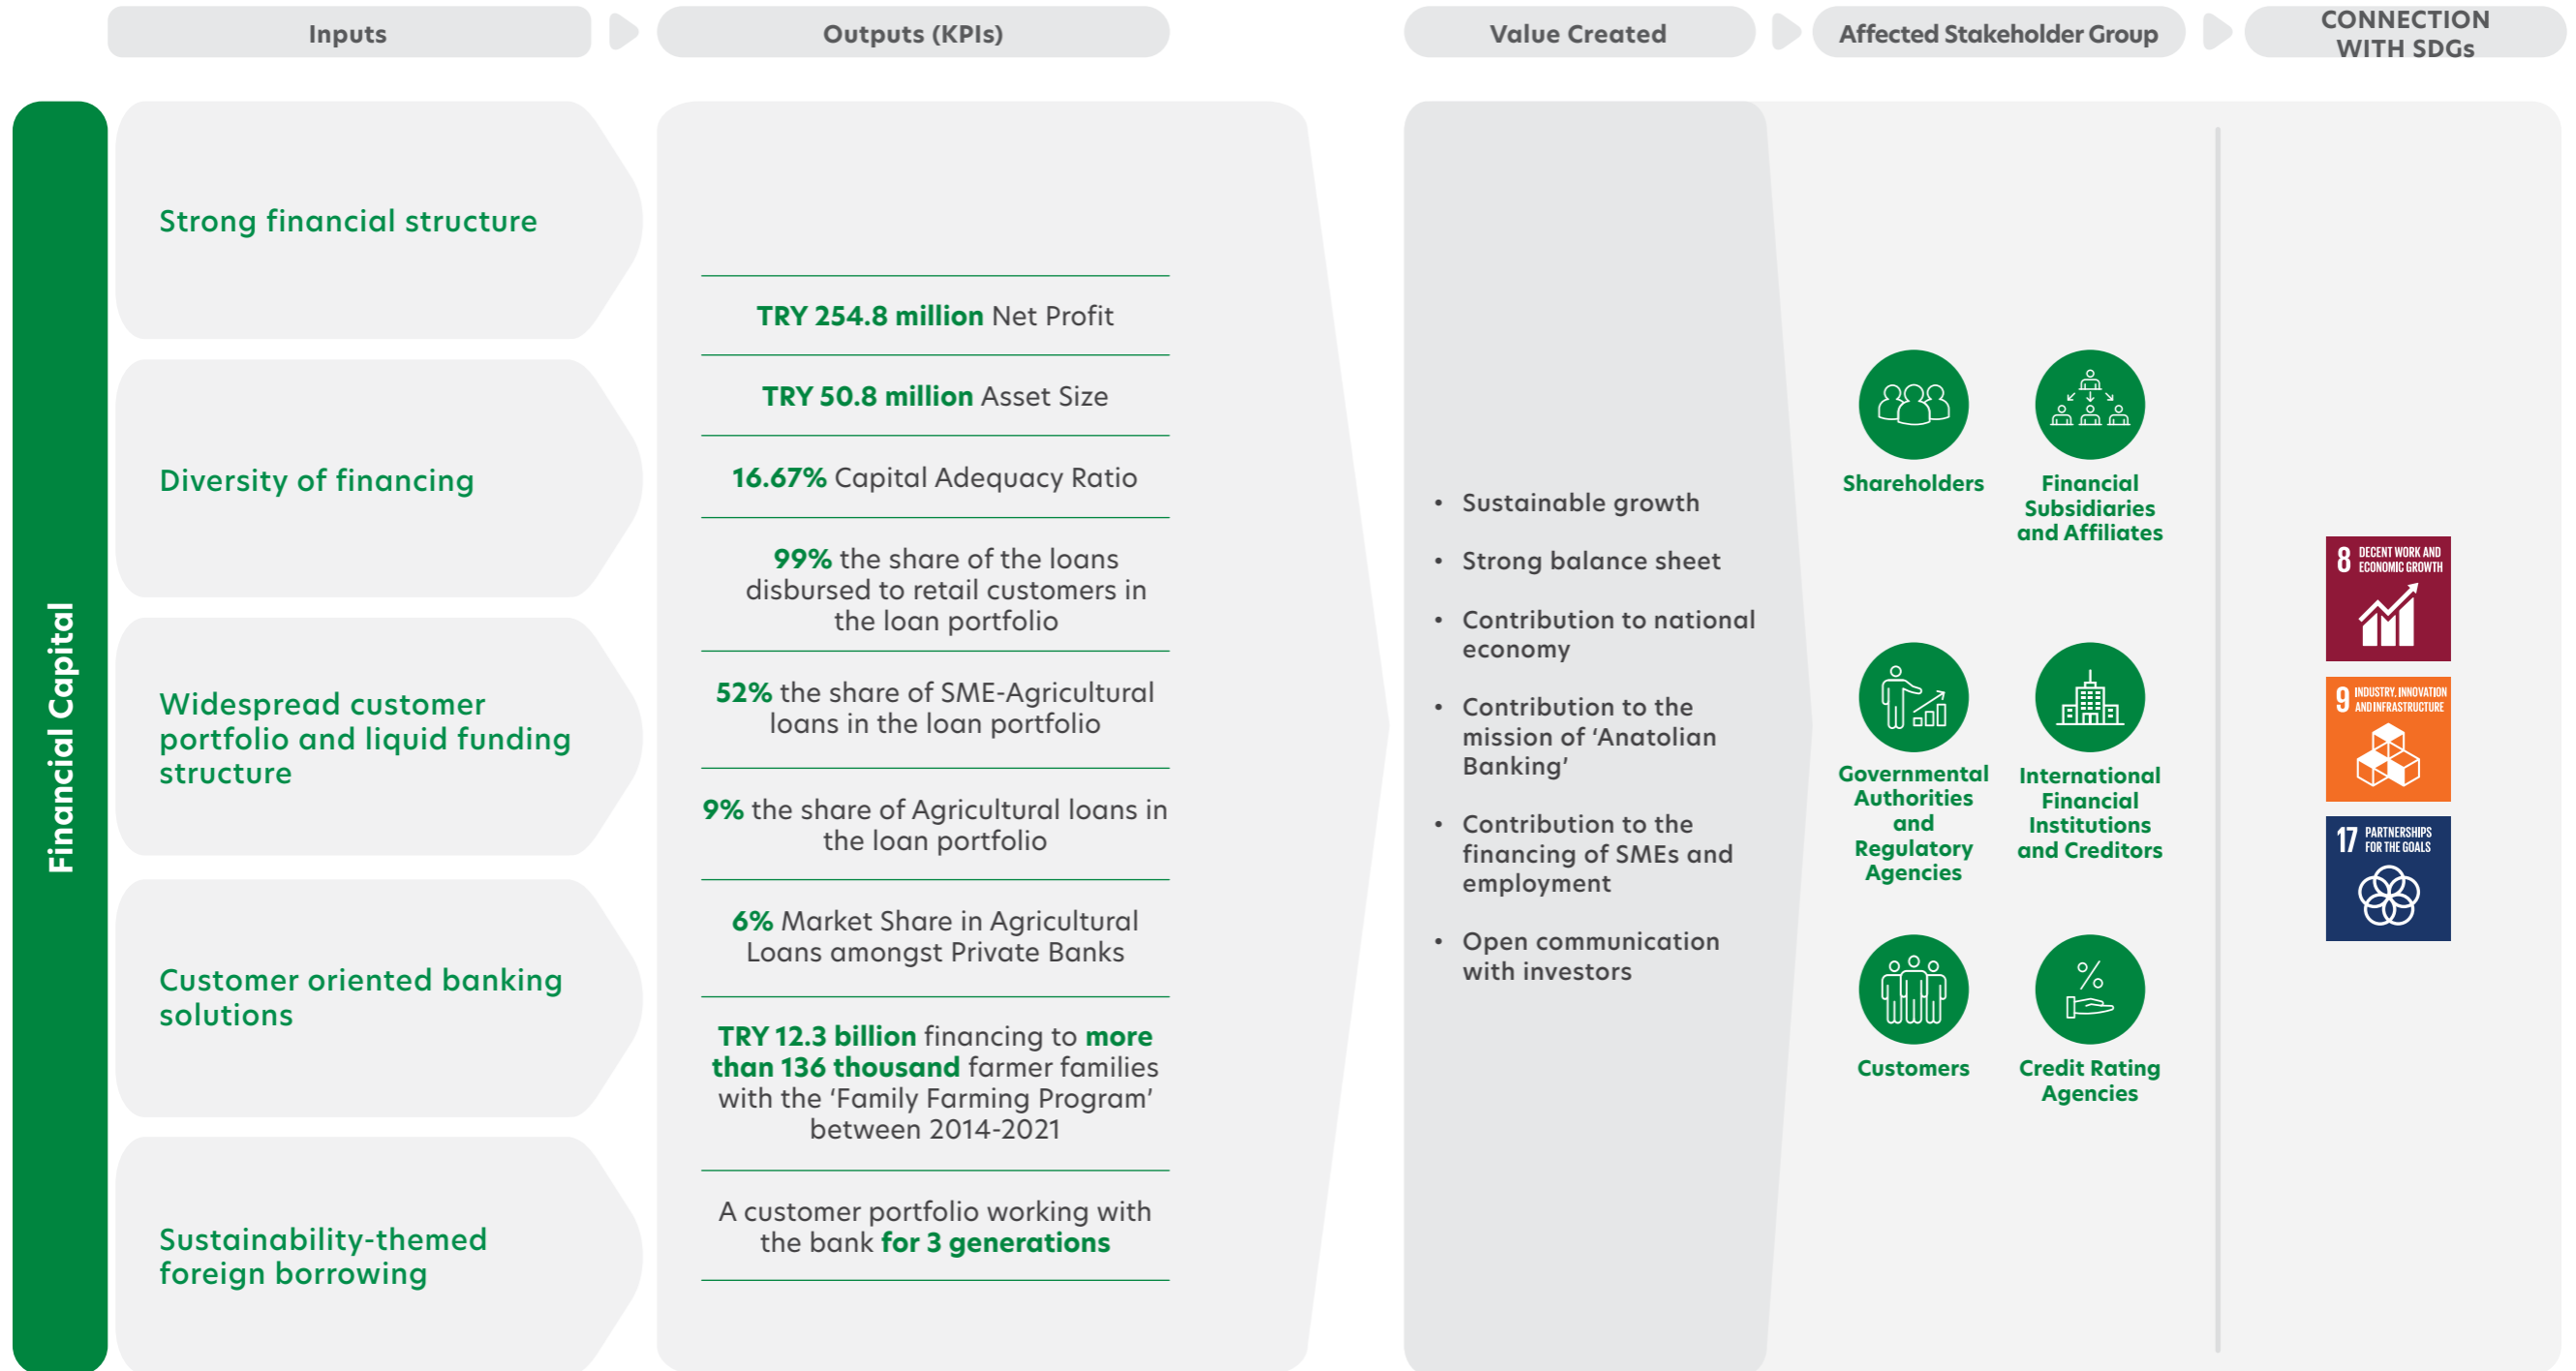 Inputs
Outputs (KPIs)
Value Created
Affected Stakeholder Group
CONNECTION
WITH SDGs
Financial Capital
Strong financial structure
Diversity of financing
Widespread customer
portfolio and liquid funding
structure
Customer oriented banking
solutions
Sustainability-themed
foreign borrowing
TRY 254.8 million Net Profit
TRY 50.8 million Asset Size
16.67% Capital Adequacy Ratio
99% the share of the loans
disbursed to retail customers in
the loan portfolio
52% the share of SME-Agricultural
loans in the loan portfolio
9% the share of Agricultural loans in
the loan portfolio
6% Market Share in Agricultural
Loans amongst Private Banks
TRY 12.3 billion financing to more
than 136 thousand farmer families
with the ‘Family Farming Program’
between 2014-2021
A customer portfolio working with
the bank for 3 generations
• Sustainable growth
• Strong balance sheet
• Contribution to national
economy
• Contribution to the
mission of ‘Anatolian
Banking’
• Contribution to the
financing of SMEs and
employment
• Open communication
with investors
Shareholders
Financial
Subsidiaries
and Affiliates
Governmental
Authorities
and
Regulatory
Agencies
International
Financial
Institutions
and Creditors
Customers
%
Credit Rating
Agencies
8 DECENT WORK AND
ECONOMIC GROWTH
9 INDUSTRY, INNOVATION
AND INFRASTRUCTURE
17 PARTNERSHIPS
FOR THE GOALS